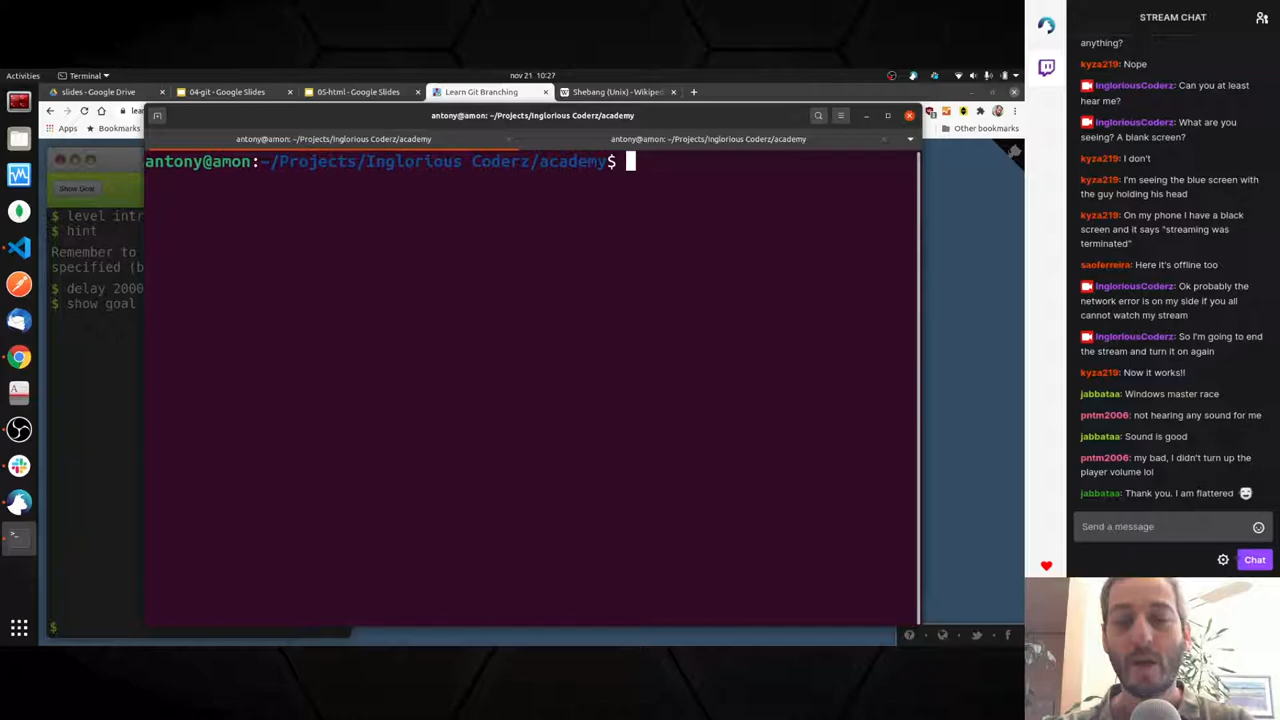 Activities
Terminal
nov 21 10:27
slides - Google Drive
04-git - Google Slides
05-html - Google Slides
Learn Git Branching
Shebang (Unix) - Wikiped
lear
Apps
Bookmarks
Other bookmarks
antony@amon: ~/Projects/Inglorious Coderz/academy
antony@amon: ~/Projects/Inglorious Coderz/academy
antony@amon: ~/Projects/Inglorious Coderz/academy
antony@amon:~/Projects/Inglorious Coderz/academy$
Show Goal
$ level intr
$ hint
Remember to
specified (b
$ delay 2000
$ show goal
$
STREAM CHAT
anything?
kyza219: Nope
IngloriousCoderz: Can you at least
hear me?
IngloriousCoderz: What are you
seeing? A blank screen?
kyza219: I don't
kyza219: I'm seeing the blue screen with
the guy holding his head
kyza219: On my phone I have a black
screen and it says "streaming was
terminated"
saoferreira: Here it's offline too
IngloriousCoderz: Ok probably the
network error is on my side if you all
cannot watch my stream
IngloriousCoderz: So I'm going to end
the stream and turn it on again
kyza219: Now it works!!
jabbataa: Windows master race
pntm2006: not hearing any sound for me
jabbataa: Sound is good
pntm2006: my bad, I didn't turn up the
player volume lol
jabbataa: Thank you. I am flattered
Send a message
Chat